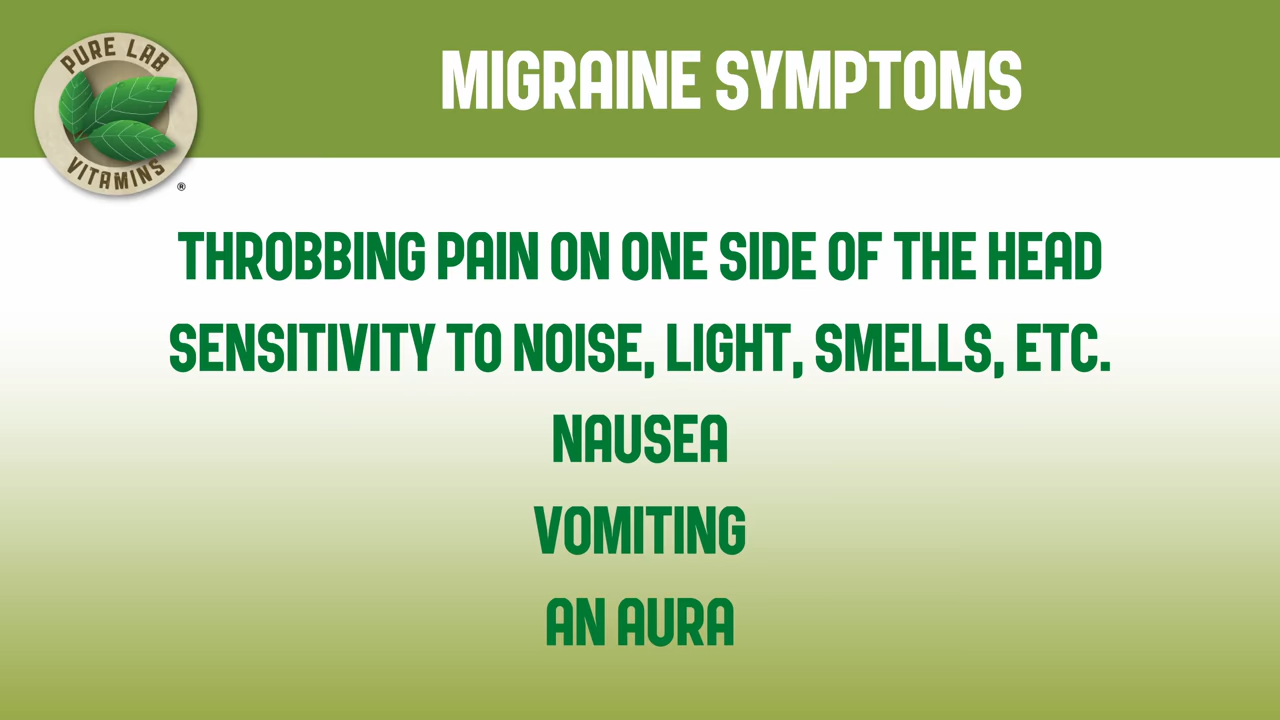 PURE LAB
VITAMINS
®
MIGRAINE SYMPTOMS
THROBBING PAIN ON ONE SIDE OF THE HEAD
SENSITIVITY TO NOISE, LIGHT, SMELLS, ETC.
NAUSEA
VOMITING
AN AURA